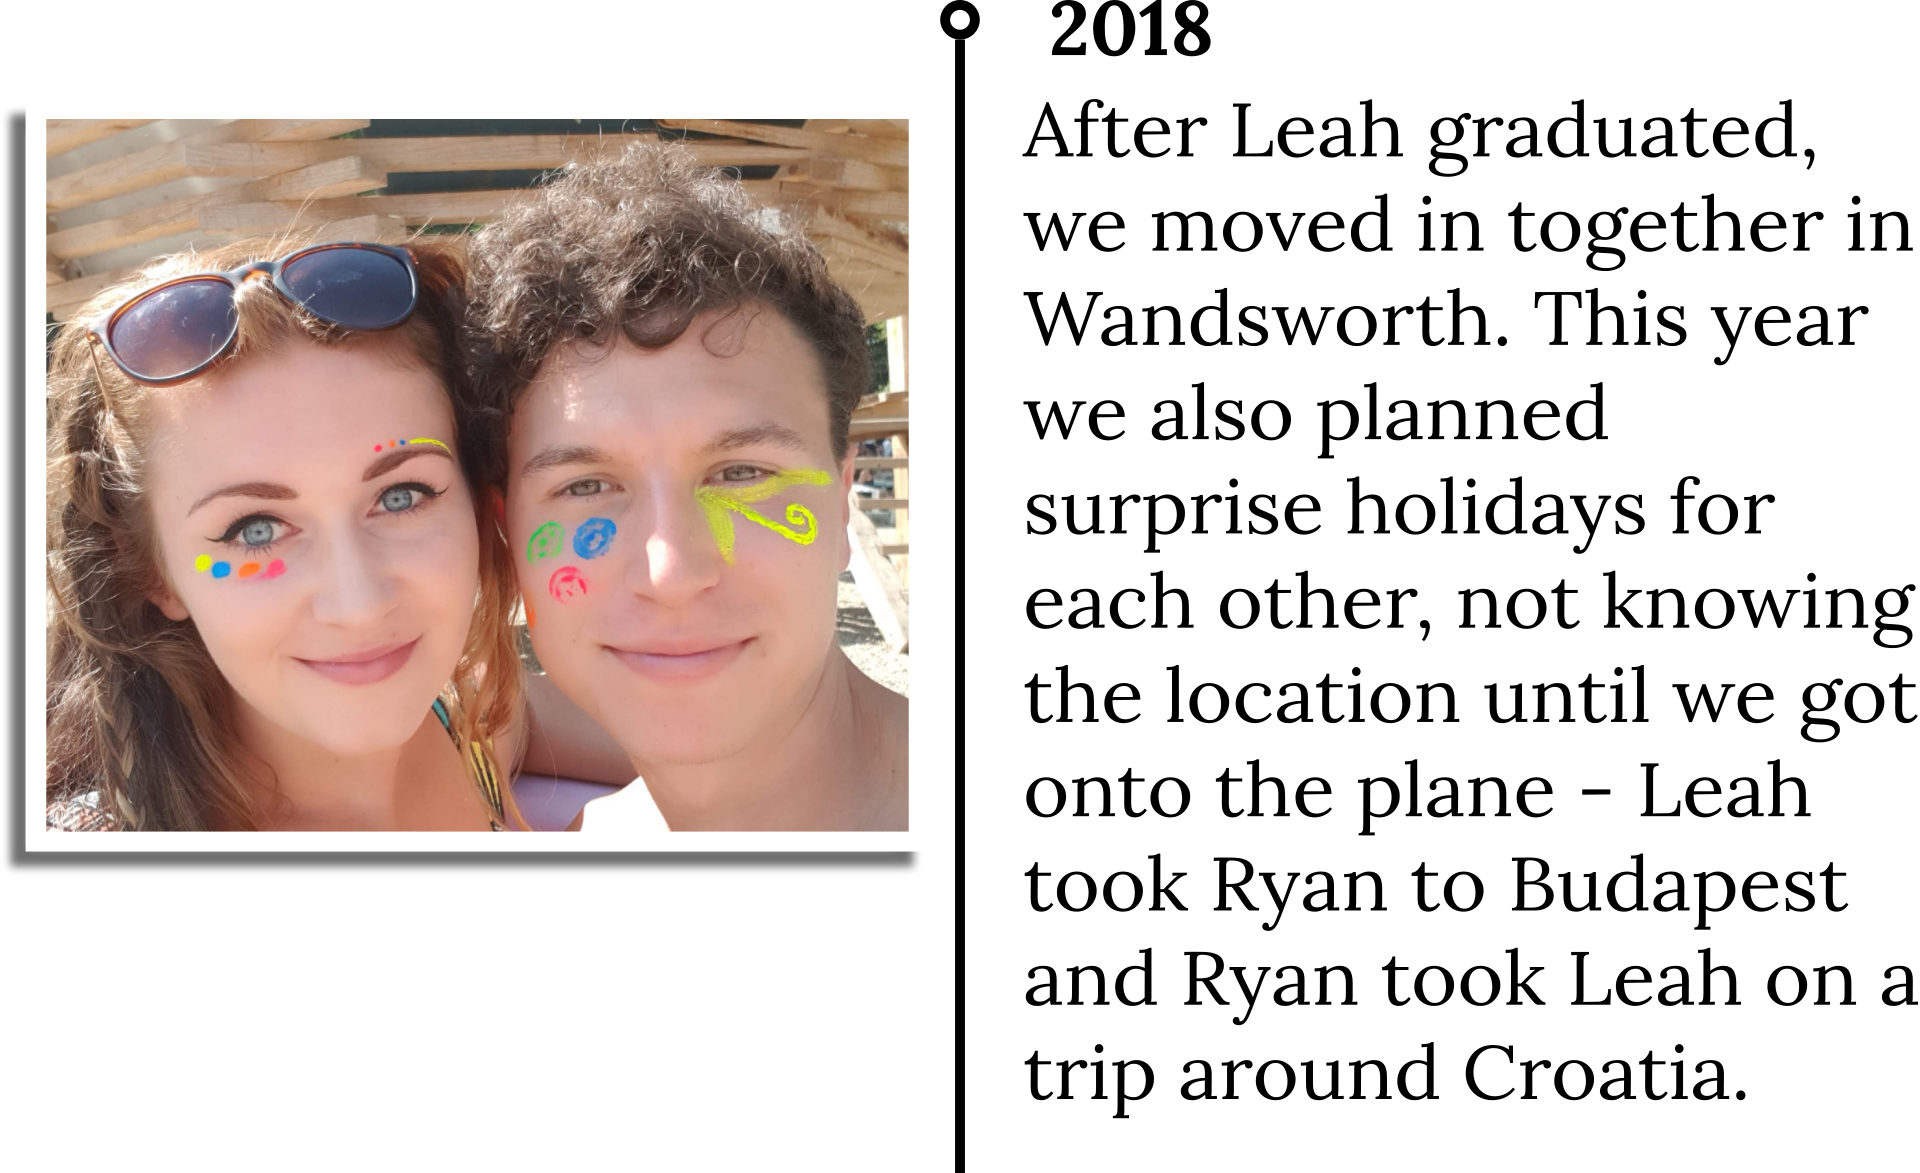 2018
After Leah graduated,
we moved in together in
Wandsworth. This year
we also planned
surprise holidays for
each other, not knowing
the location until we got
onto the plane - Leah
took Ryan to Budapest
and Ryan took Leah on a
trip around Croatia.